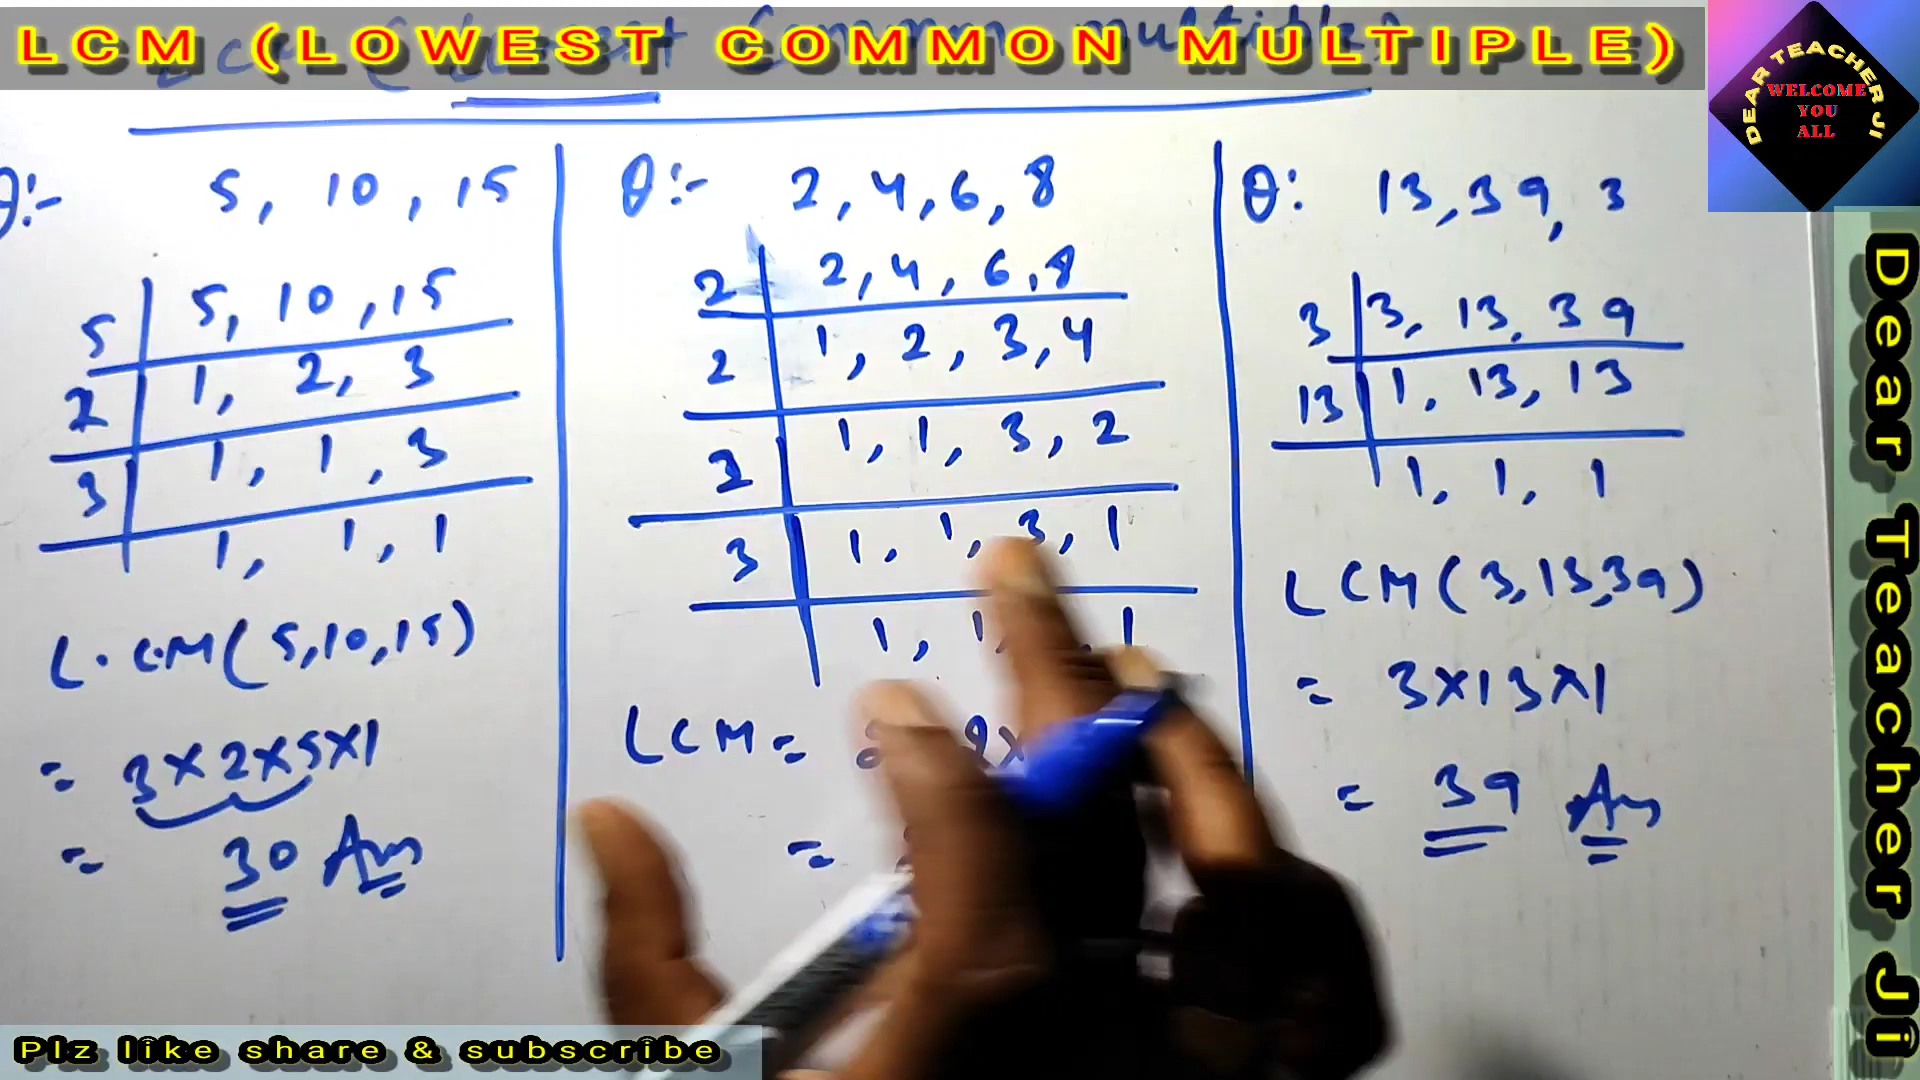 LCM (LOWEST COMMON MULTIPLE)
DEAR TEACHER JI
WELCOME
YOU
ALL
Dear Teacher Ji
Q:- 5, 10, 15
5 | 5, 10, 15
2 | 1, 2, 3
3 | 1, 1, 3
1, 1, 1
L.C.M(5,10,15)
= 3×2×5×1
= 30 Ans
Q:- 2, 4, 6, 8
2 | 2, 4, 6, 8
2 | 1, 2, 3, 4
2 | 1, 1, 3, 2
3 | 1, 1, 3, 1
1, 1, , 1
LCM =
=
Q: 13, 39, 3
3 | 3, 13, 39
13 | 1, 13, 13
1, 1, 1
LCM(3,13,39)
= 3×13×1
= 39 Ans
Plz like share & subscribe